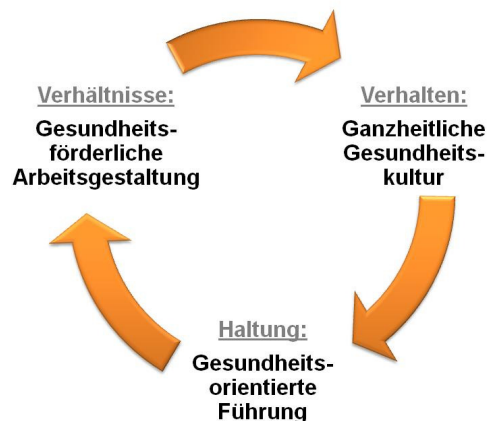 Verhältnisse:
Gesundheits-
förderliche
Arbeitsgestaltung
Verhalten:
Ganzheitliche
Gesundheits-
kultur
Haltung:
Gesundheits-
orientierte
Führung